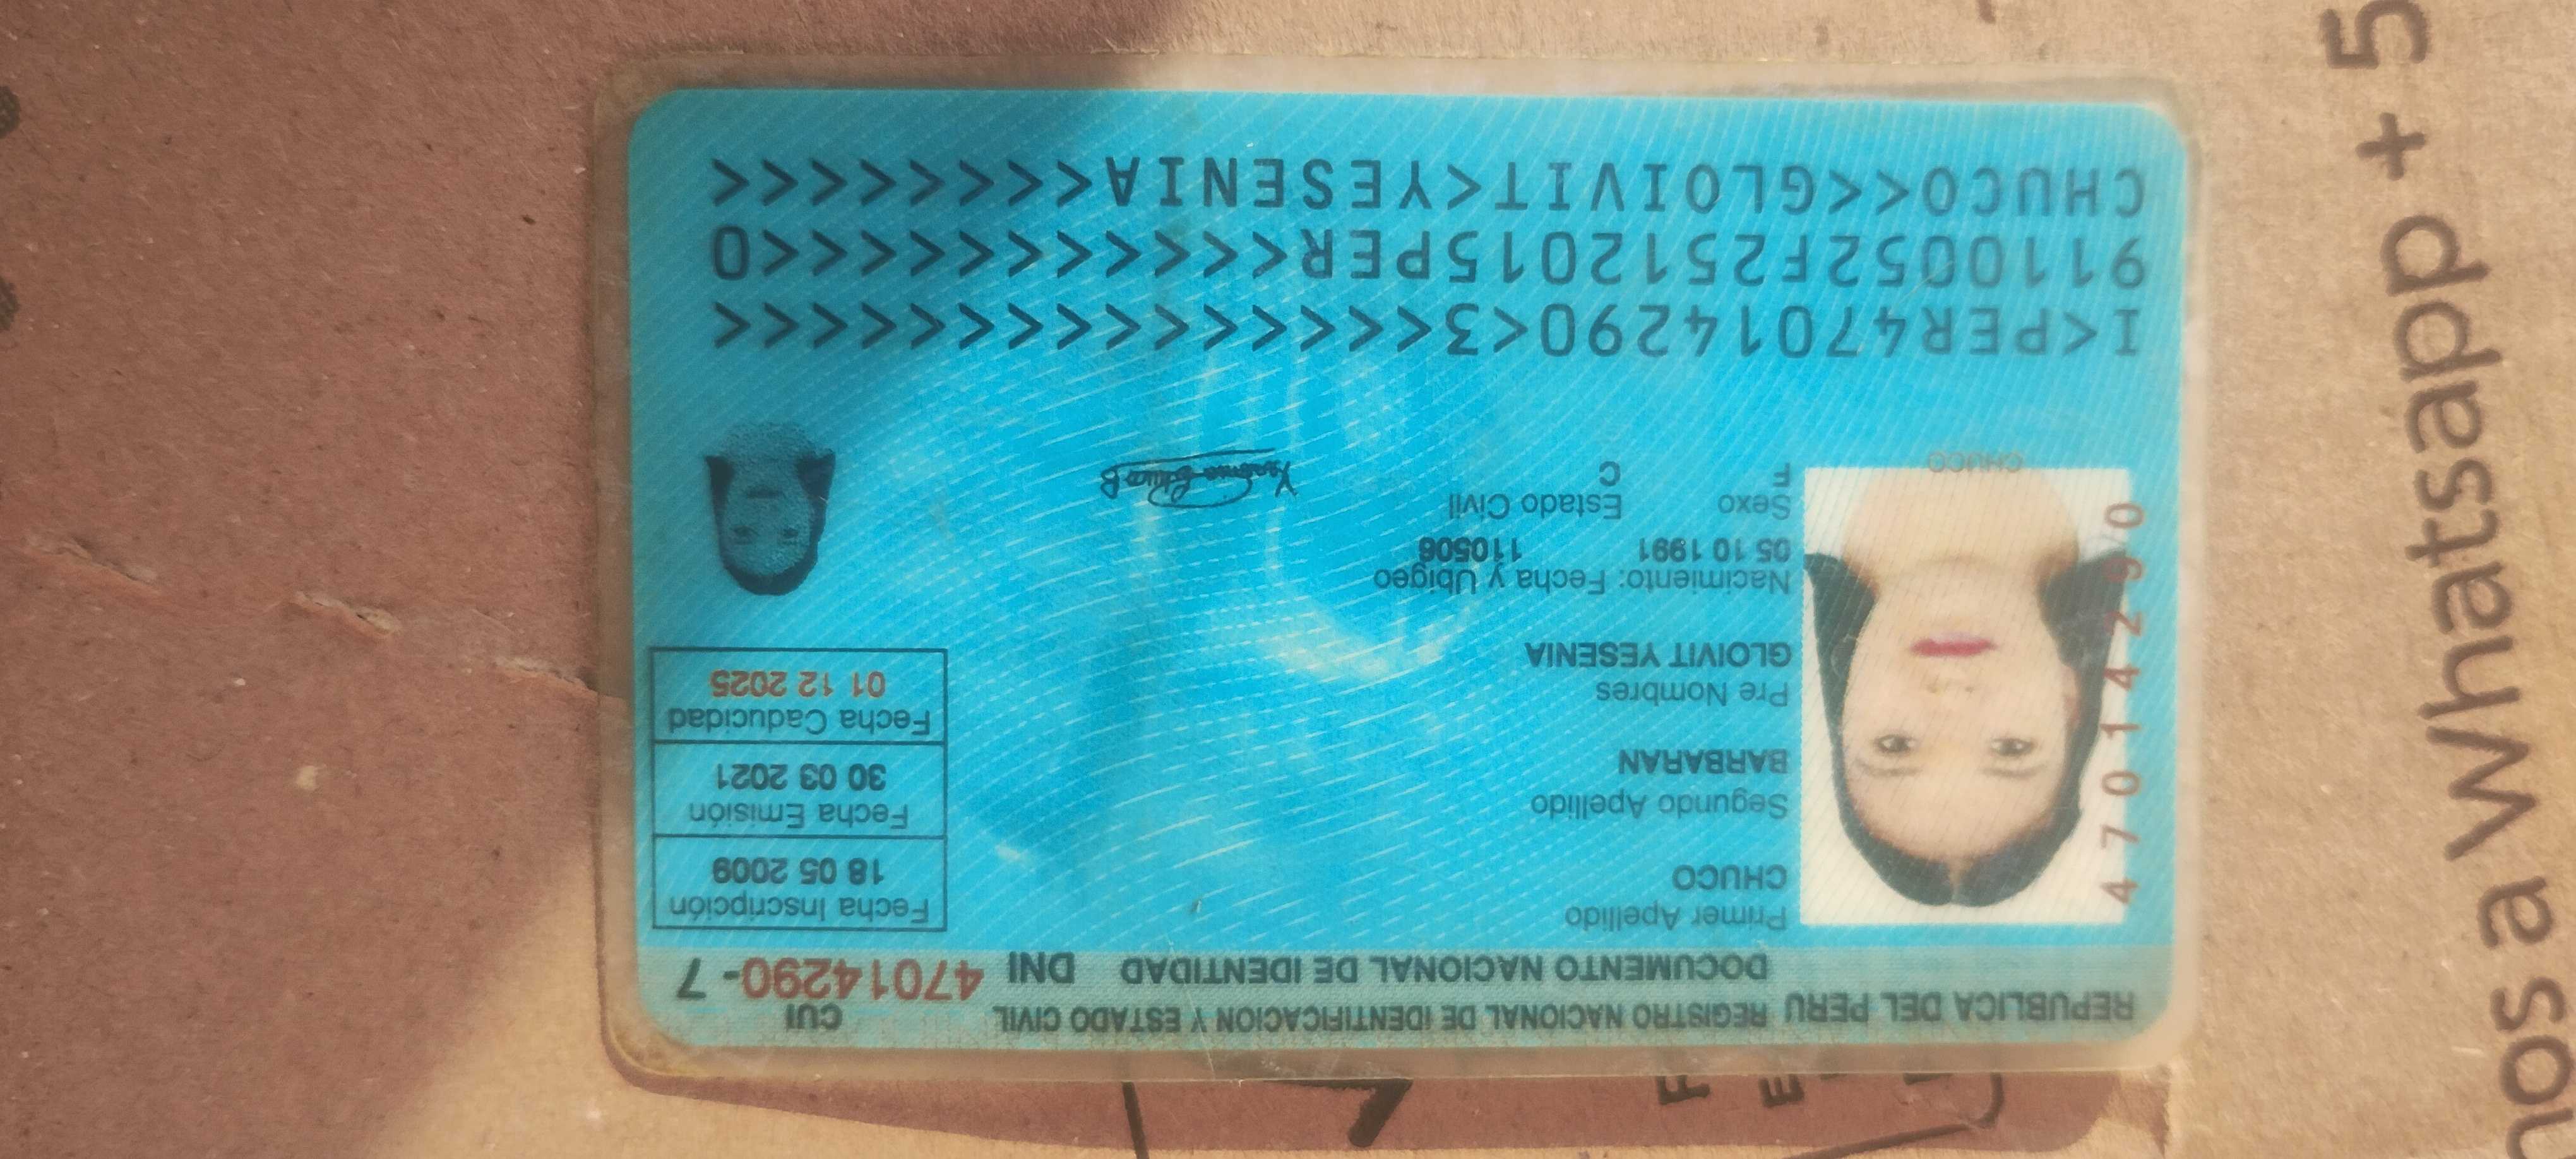 REPUBLICA DEL PERU REGISTRO NACIONAL DE IDENTIFICACION Y ESTADO CIVIL
CUI
DOCUMENTO NACIONAL DE IDENTIDAD DNI 47014290-7
Primer Apellido
CHUCO
Segundo Apellido
BARBARAN
Pre Nombres
GLOIVIT YESENIA
Nacimiento: Fecha y Ubigeo
05 10 1991 110506
Sexo Estado Civil
F C
Fecha Inscripción
18 05 2009
Fecha Emisión
30 03 2021
Fecha Caducidad
01 12 2025
47014290
CHUCO
I<PER47014290<3<<<<<<<<<<<<<<<
9110052F2512015PER<<<<<<<<<<<0
CHUCO<<GLOIVIT<YESENIA<<<<<<<<
nos a Whatsapp + 5